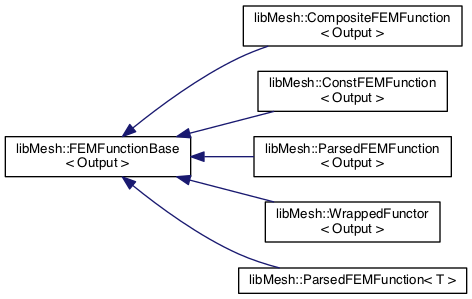 libMesh::CompositeFEMFunction
< Output >
libMesh::ConstFEMFunction
< Output >
libMesh::FEMFunctionBase
< Output >
libMesh::ParsedFEMFunction
< Output >
libMesh::WrappedFunctor
< Output >
libMesh::ParsedFEMFunction< T >